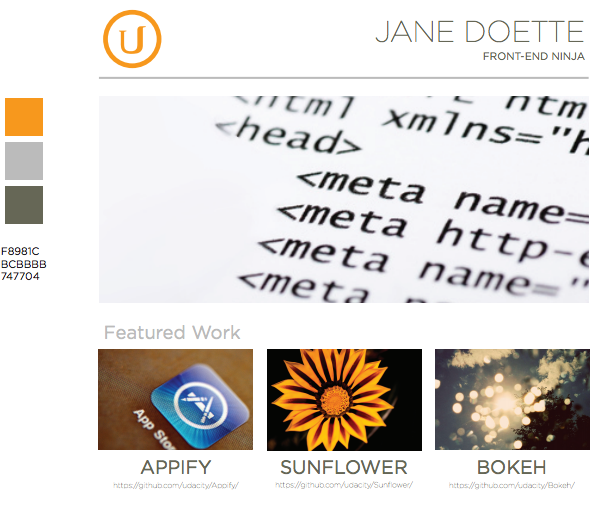 U
JANE DOETTE
FRONT-END NINJA
F8981C
BCBBBB
747704
<html
<head>
xmlns="h
<meta name=
<meta http-e
<meta name="
<meta
Featured Work
App Sto
APPIFY
SUNFLOWER
BOKEH
https://github.com/udacity/Appify/
https://github.com/udacity/Sunflower/
https://github.com/udacity/Bokeh/